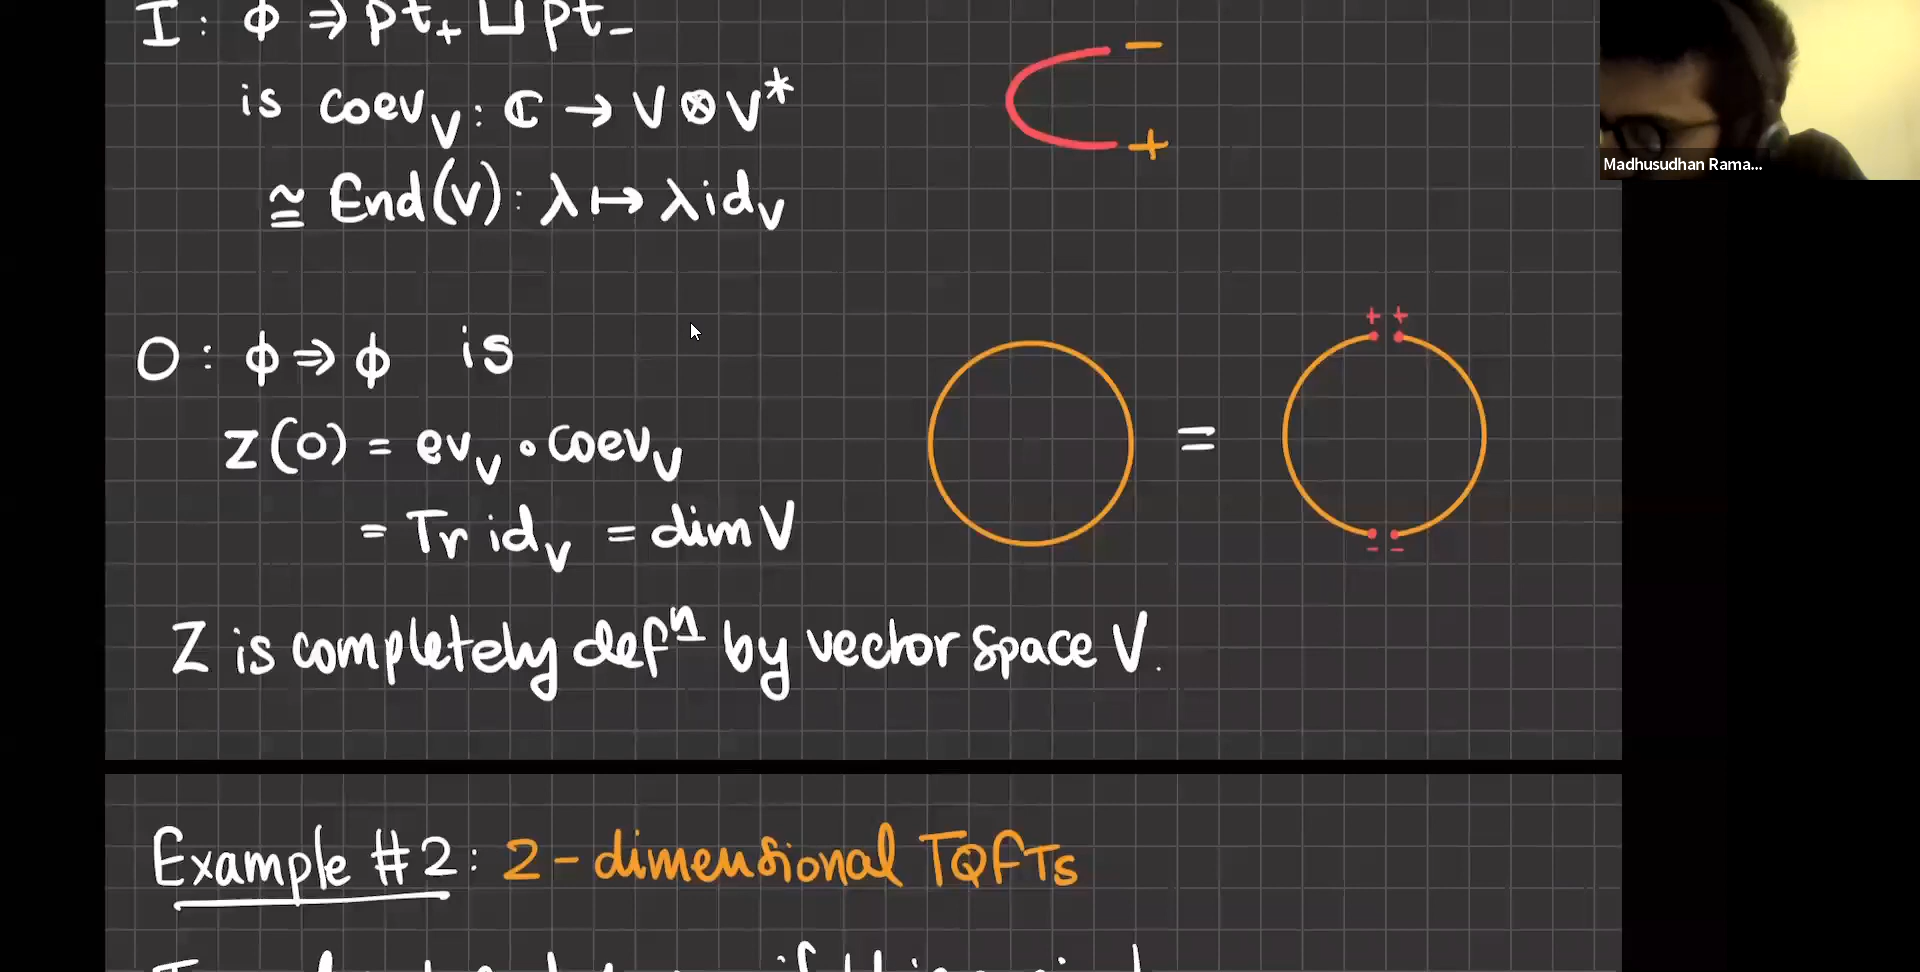 I : ϕ ⇒ pt₊ ⊔ pt₋
is coev_V : ℂ → V ⊗ V*
≅ End(V) : λ ↦ λ id_V
−
+
Madhusudhan Rama...
O : ϕ ⇒ ϕ is
Z(O) = ev_V ∘ coev_V
= Tr id_V = dim V
+ +
=
− −
Z is completely defⁿ by vector space V.
Example #2 : 2-dimensional TQFTs